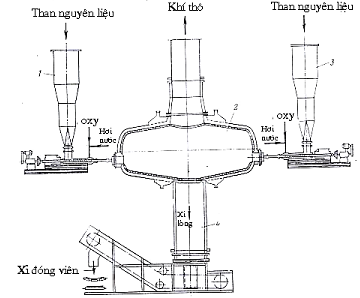 Than nguyên liệu
Khí thô
Than nguyên liệu
1
3
2
oxy
oxy
Hơi
nước
Hơi
nước
Xỉ
lỏng
4
Xỉ đóng viên